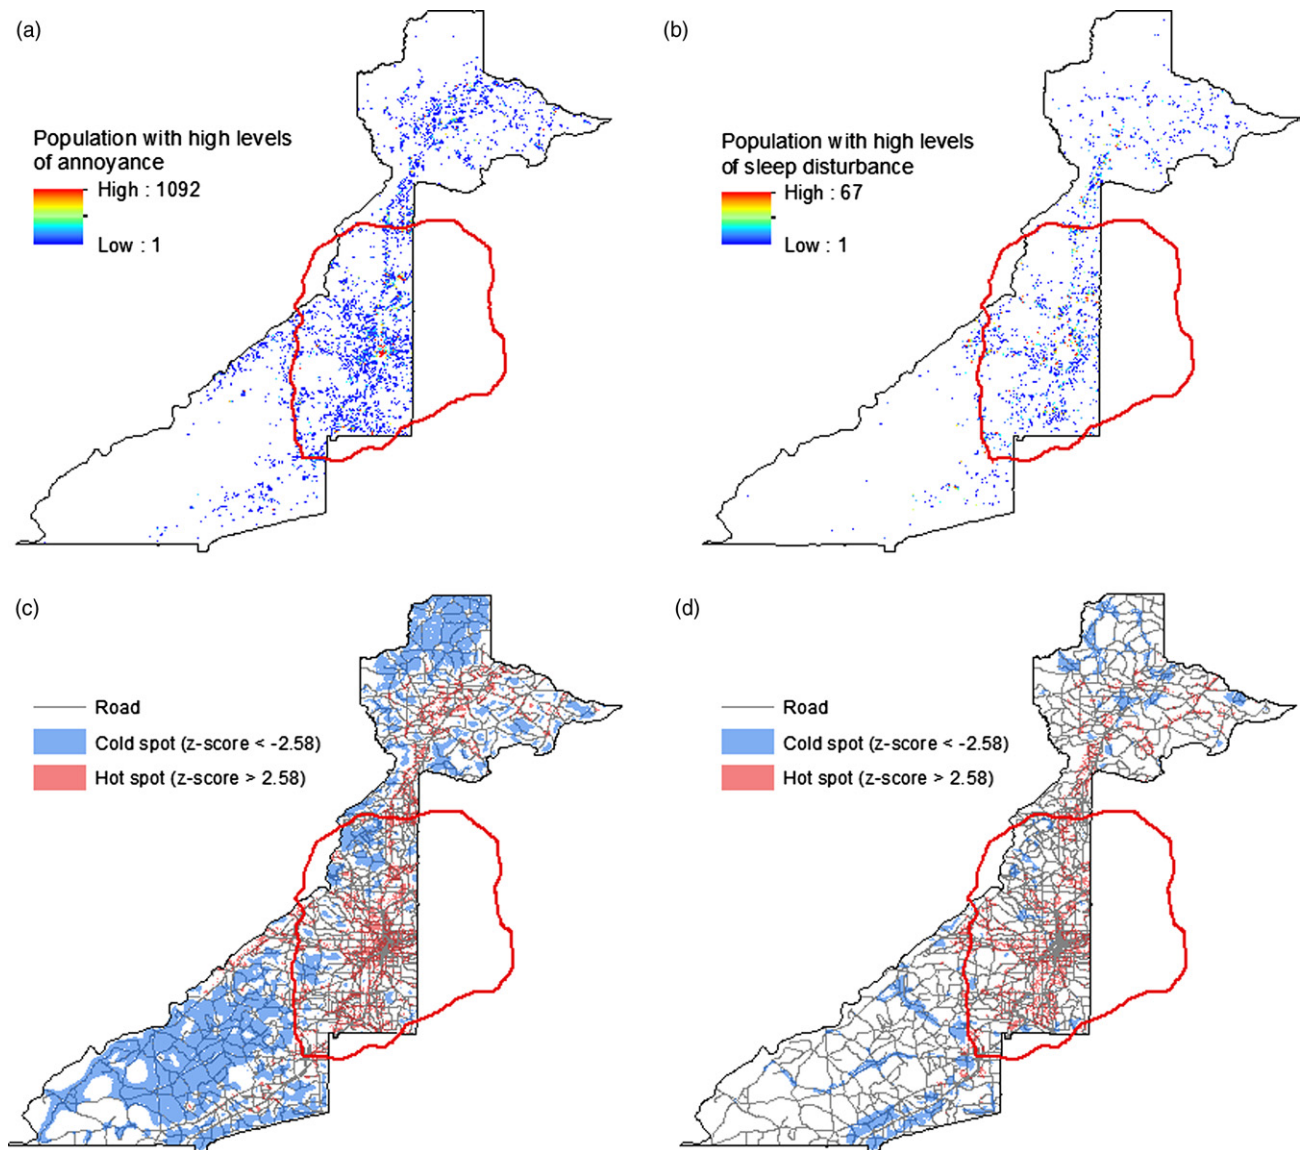 (a)
Population with high levels
of annoyance
High : 1092
Low : 1
(b)
Population with high levels
of sleep disturbance
High : 67
Low : 1
(c)
Road
Cold spot (z-score < -2.58)
Hot spot (z-score > 2.58)
(d)
Road
Cold spot (z-score < -2.58)
Hot spot (z-score > 2.58)